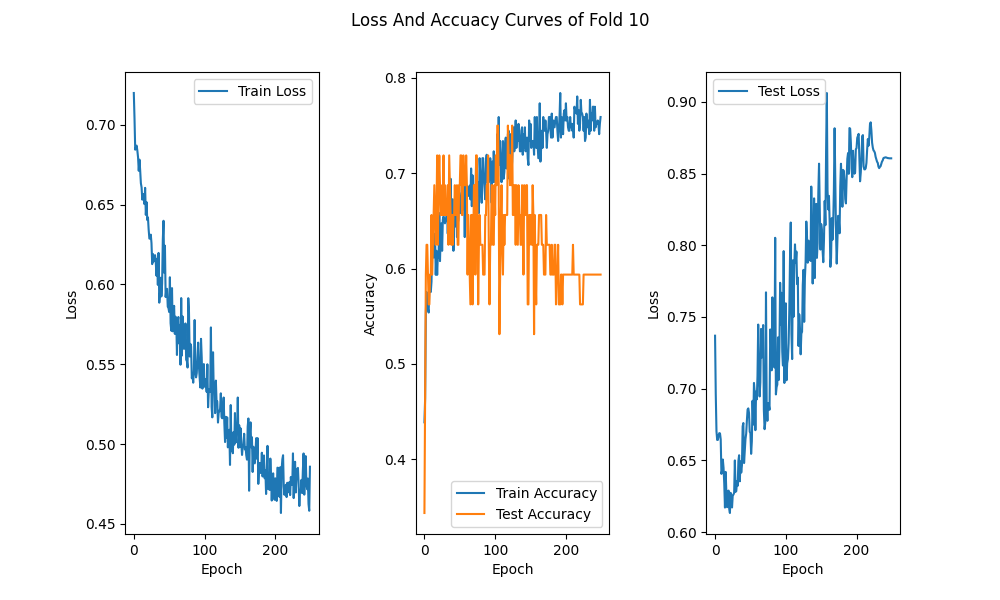 Loss And Accuacy Curves of Fold 10
Train Loss
0.70
0.65
0.60
0.55
0.50
0.45
0
100
200
Epoch
Loss
0.8
0.7
0.6
0.5
0.4
Train Accuracy
Test Accuracy
0
100
200
Epoch
Accuracy
Test Loss
0.90
0.85
0.80
0.75
0.70
0.65
0.60
0
100
200
Epoch
Loss